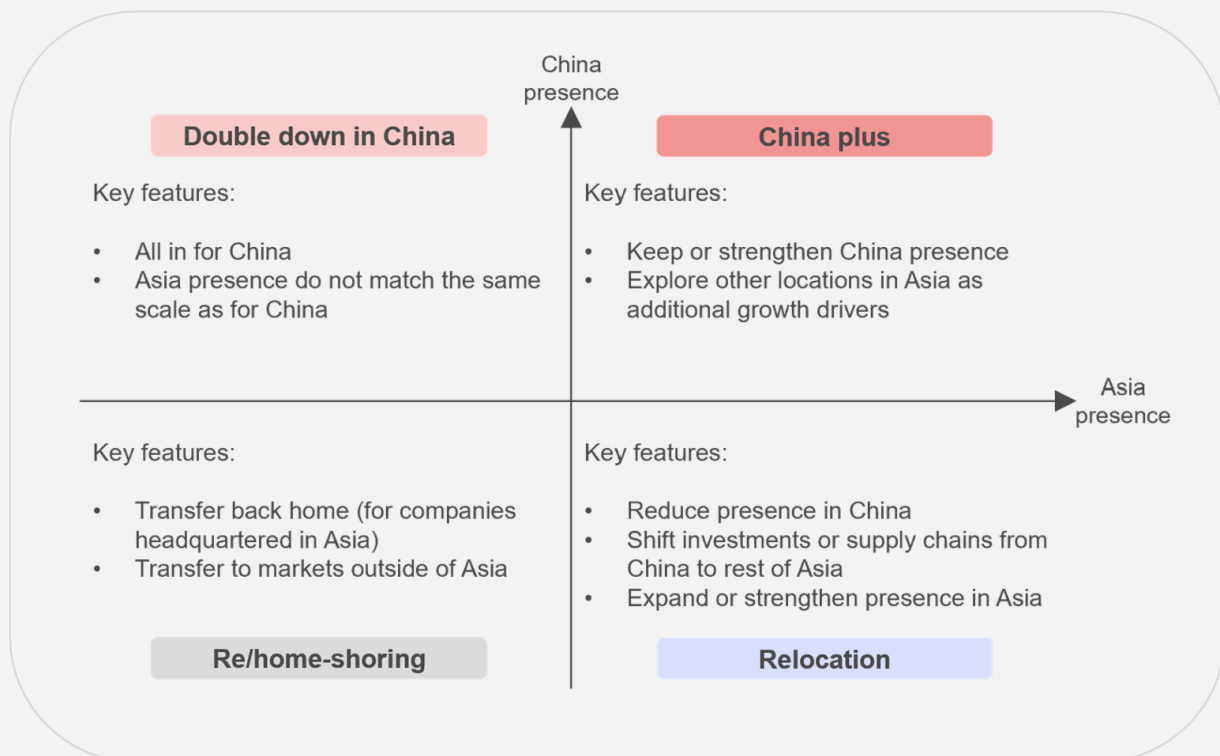 China
presence
Double down in China
Key features:
• All in for China
• Asia presence do not match the same
scale as for China
China plus
Key features:
• Keep or strengthen China presence
• Explore other locations in Asia as
additional growth drivers
Asia
presence
Key features:
• Transfer back home (for companies
headquartered in Asia)
• Transfer to markets outside of Asia
Re/home-shoring
Key features:
• Reduce presence in China
• Shift investments or supply chains from
China to rest of Asia
• Expand or strengthen presence in Asia
Relocation